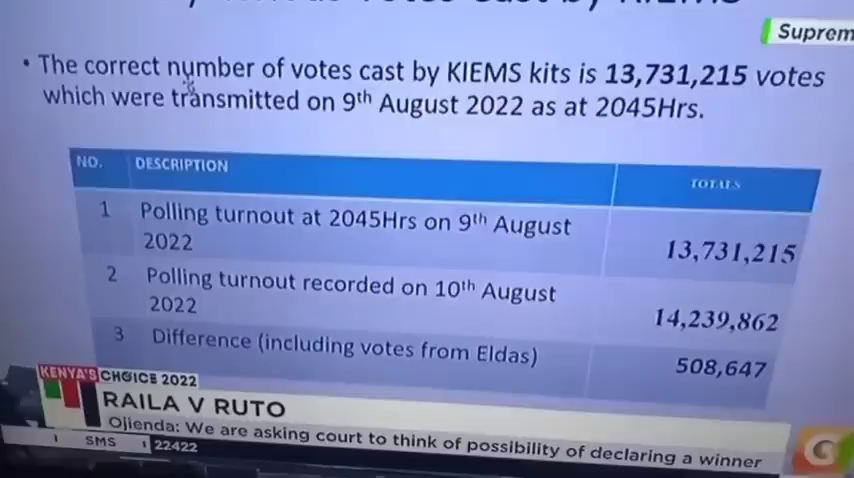 Suprem
• The correct number of votes cast by KIEMS kits is 13,731,215 votes
which were transmitted on 9th August 2022 as at 2045Hrs.
NO. DESCRIPTION TOTALS
1 Polling turnout at 2045Hrs on 9th August
2022 13,731,215
2 Polling turnout recorded on 10th August
2022 14,239,862
3 Difference (including votes from Eldas) 508,647
KENYA'S CHOICE 2022
RAILA V RUTO
Ojienda: We are asking court to think of possibility of declaring a winner
SMS 22422